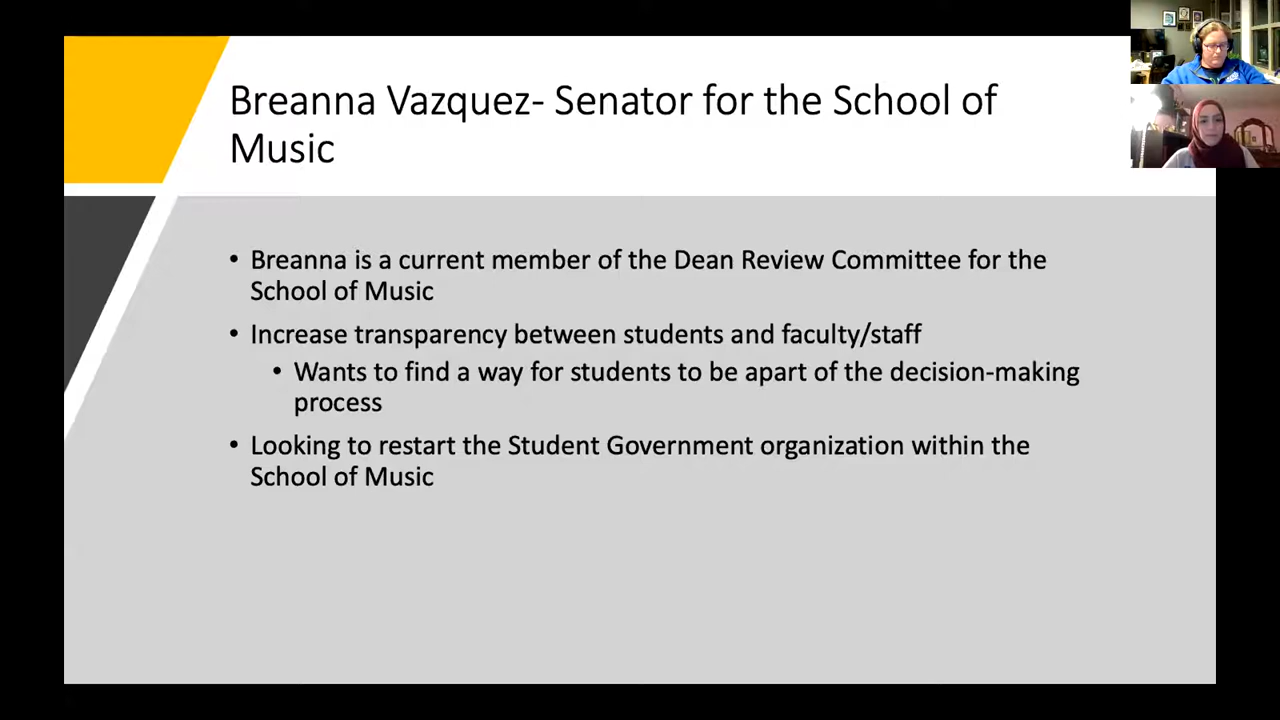 Breanna Vazquez- Senator for the School of
Music
• Breanna is a current member of the Dean Review Committee for the
School of Music
• Increase transparency between students and faculty/staff
• Wants to find a way for students to be apart of the decision-making
process
• Looking to restart the Student Government organization within the
School of Music